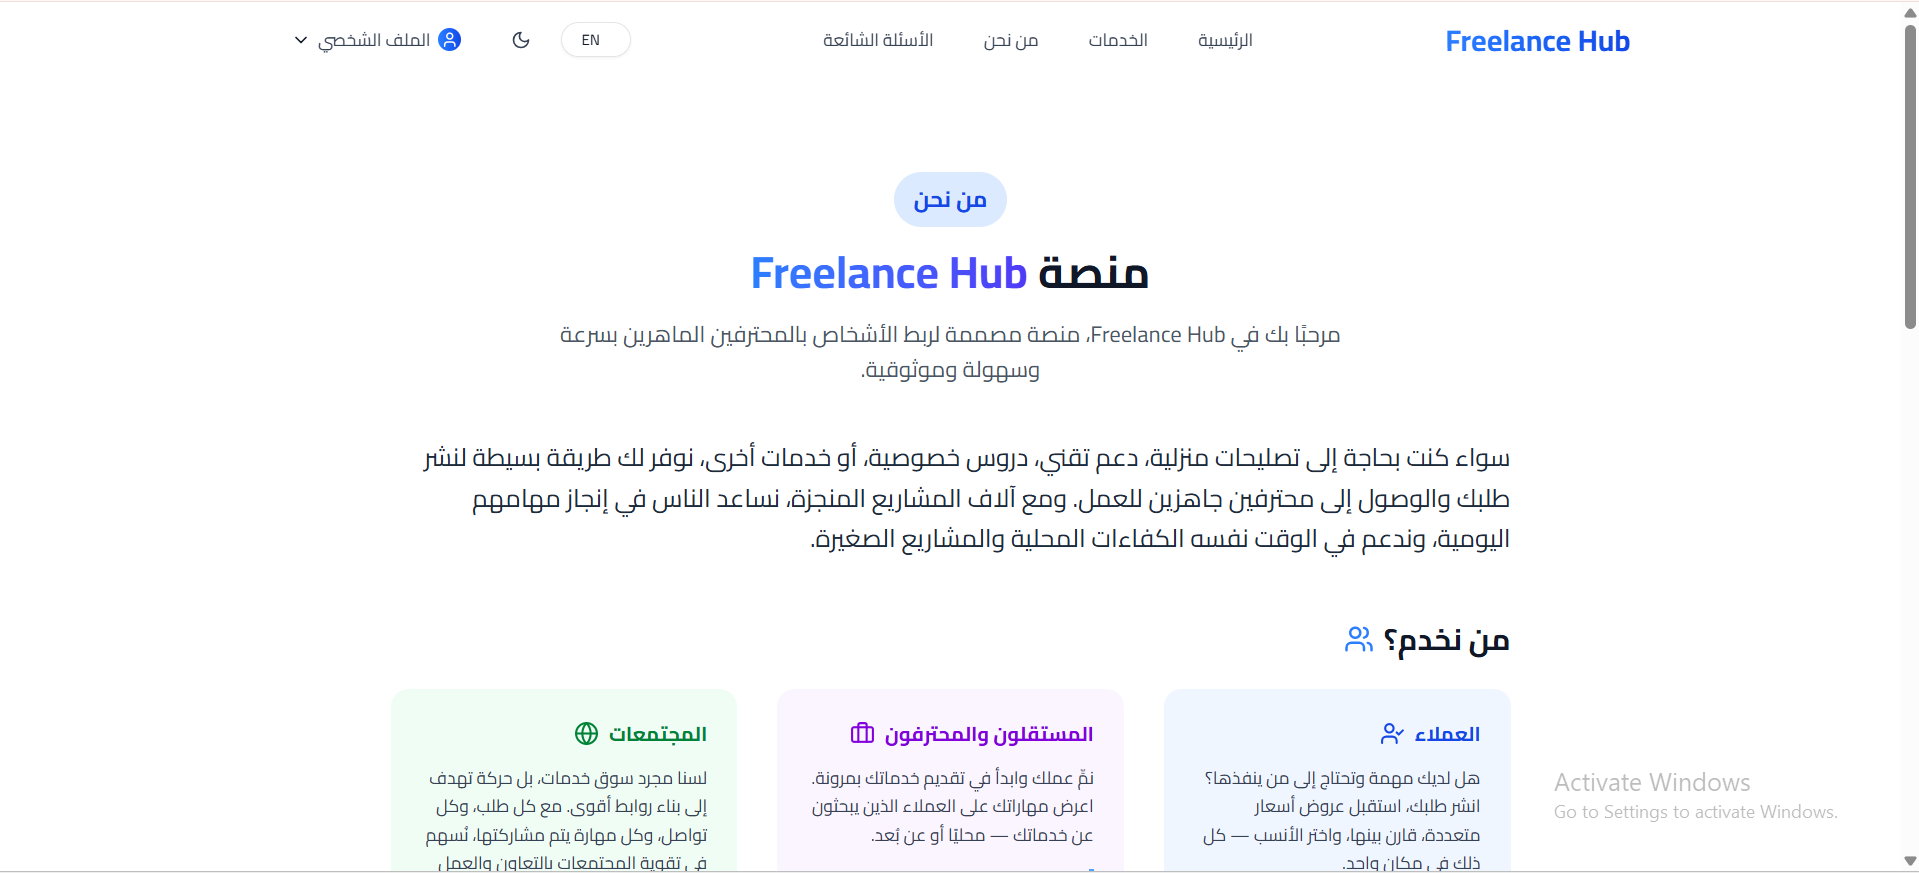 Freelance Hub
الرئيسية
الخدمات
من نحن
الأسئلة الشائعة
EN
الملف الشخصي
من نحن
منصة Freelance Hub
مرحبًا بك في Freelance Hub، منصة مصممة لربط الأشخاص بالمحترفين الماهرين بسرعة
وسهولة وموثوقية.
سواء كنت بحاجة إلى تصليحات منزلية، دعم تقني، دروس خصوصية، أو خدمات أخرى، نوفر لك طريقة بسيطة لنشر
طلبك والوصول إلى محترفين جاهزين للعمل. ومع آلاف المشاريع المنجزة، نساعد الناس في إنجاز مهامهم
اليومية، وندعم في الوقت نفسه الكفاءات المحلية والمشاريع الصغيرة.
من نخدم؟
العملاء
هل لديك مهمة وتحتاج إلى من ينفذها؟
انشر طلبك، استقبل عروض أسعار
متعددة، قارن بينها، واختر الأنسب — كل
ذلك في مكان واحد.
المستقلون والمحترفون
نمِّ عملك وابدأ في تقديم خدماتك بمرونة.
اعرض مهاراتك على العملاء الذين يبحثون
عن خدماتك — محليًا أو عن بُعد.
المجتمعات
لسنا مجرد سوق خدمات، بل حركة تهدف
إلى بناء روابط أقوى. مع كل طلب، وكل
تواصل، وكل مهارة يتم مشاركتها، نُسهم
في تقوية المجتمعات بالتعاون والعمل
Activate Windows
Go to Settings to activate Windows.